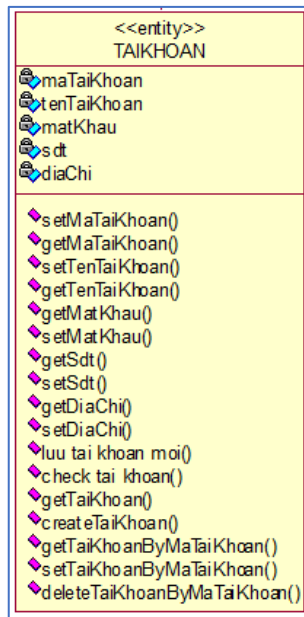 <<entity>>
TAIKHOAN
maTaiKhoan
tenTaiKhoan
matKhau
sdt
diaChi
setMaTaiKhoan()
getMaTaiKhoan()
setTenTaiKhoan()
getTenTaiKhoan()
getMatKhau()
setMatKhau()
getSdt()
setSdt()
getDiaChi()
setDiaChi()
luu tai khoan moi()
check tai khoan()
getTaiKhoan()
createTaiKhoan()
getTaiKhoanByMaTaiKhoan()
setTaiKhoanByMaTaiKhoan()
deleteTaiKhoanByMaTaiKhoan()